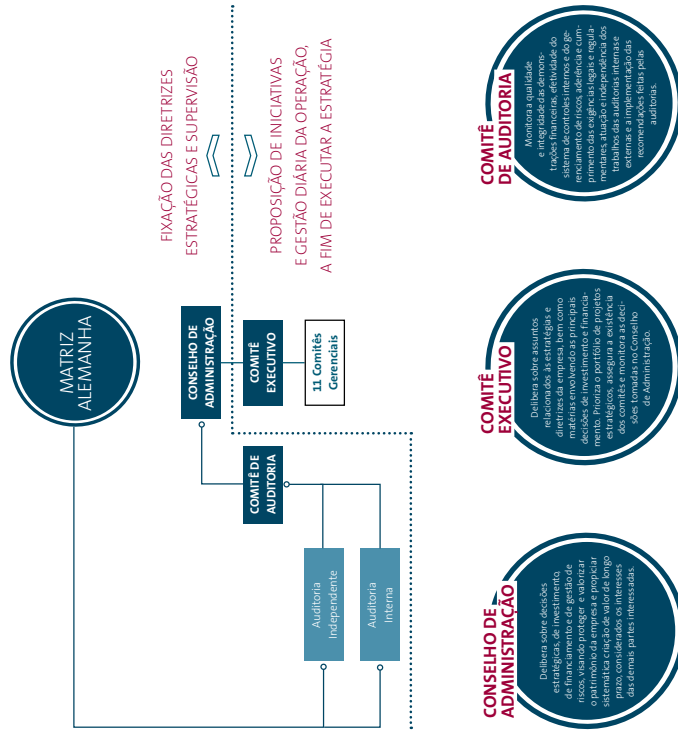 MATRIZ
ALEMANHA
FIXAÇÃO DAS DIRETRIZES
ESTRATÉGICAS E SUPERVISÃO
PROPOSIÇÃO DE INICIATIVAS
E GESTÃO DIÁRIA DA OPERAÇÃO,
A FIM DE EXECUTAR A ESTRATÉGIA
CONSELHO DE
ADMINISTRAÇÃO
COMITÊ
EXECUTIVO
11 Comitês
Gerenciais
COMITÊ DE
AUDITORIA
Auditoria
Independente
Auditoria
Interna
CONSELHO DE
ADMINISTRAÇÃO
Delibera sobre decisões
estratégicas, de investimento,
de financiamento e de gestão de
riscos, visando proteger e valorizar
o patrimônio da empresa e propiciar
sistemática criação de valor de longo
prazo, considerados os interesses
das demais partes interessadas.
COMITÊ
EXECUTIVO
Delibera sobre assuntos
relacionados às estratégias e
diretrizes da empresa, bem como
matérias envolvendo as principais
decisões de investimento e financia-
mento. Prioriza o portfólio de projetos
estratégicos, assegura a existência
dos comitês e monitora as deci-
sões tomadas no Conselho
de Administração.
COMITÊ
DE AUDITORIA
Monitora a qualidade
e integridade das demons-
trações financeiras, efetividade do
sistema de controles internos e do ge-
renciamento de riscos, aderência e cum-
primento das exigências legais e regula-
mentares, atuação e independência dos
trabalhos das auditorias internas e
externas e a implementação das
recomendações feitas pelas
auditorias.